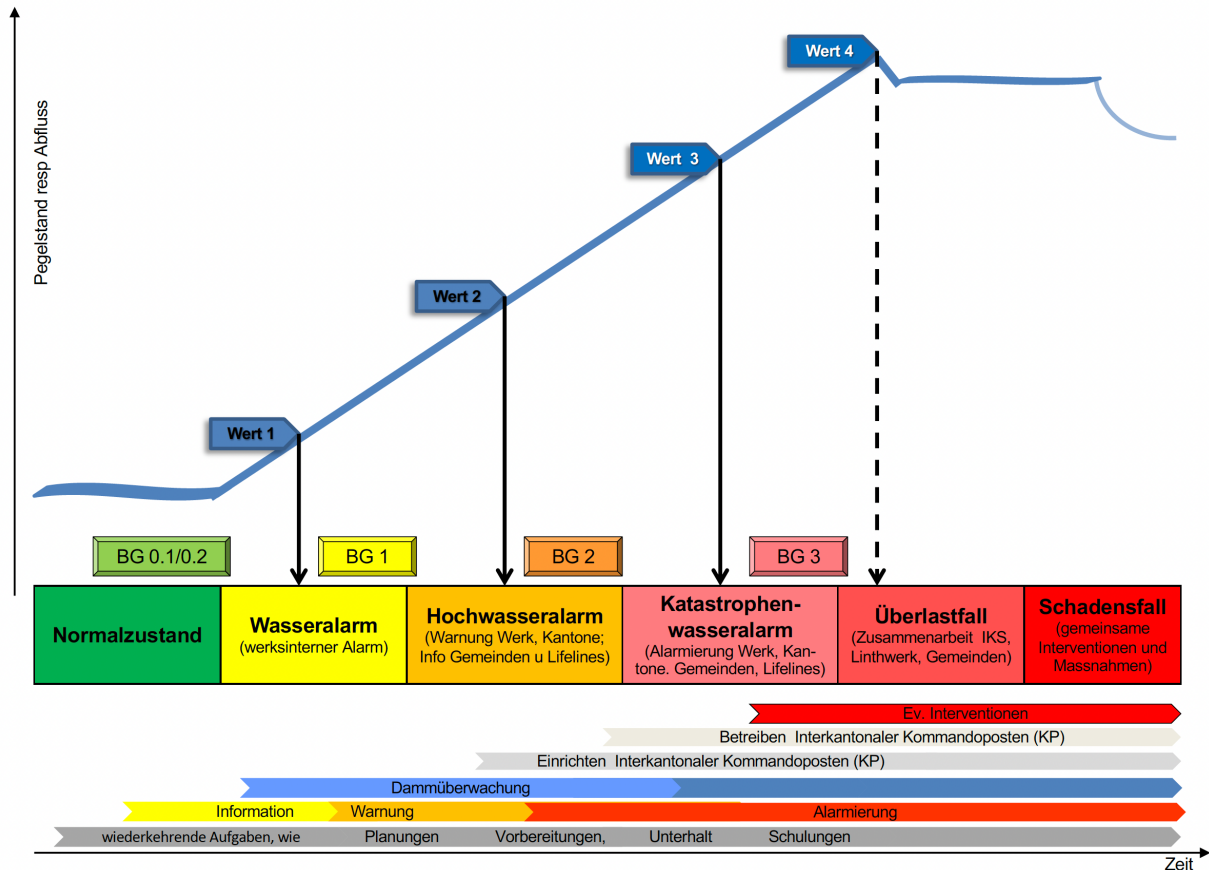 Pegelstand resp Abfluss
Wert 4
Wert 3
Wert 2
Wert 1
BG 0.1/0.2
BG 1
BG 2
BG 3
Normalzustand
Wasseralarm
(werksinterner Alarm)
Hochwasseralarm
(Warnung Werk, Kantone;
Info Gemeinden u Lifelines)
Katastrophen-
wasseralarm
(Alarmierung Werk, Kan-
tone. Gemeinden, Lifelines)
Überlastfall
(Zusammenarbeit IKS,
Linthwerk, Gemeinden)
Schadensfall
(gemeinsame
Interventionen und
Massnahmen)
Ev. Interventionen
Betreiben Interkantonaler Kommandoposten (KP)
Einrichten Interkantonaler Kommandoposten (KP)
Dammüberwachung
Information Warnung Alarmierung
wiederkehrende Aufgaben, wie Planungen Vorbereitungen, Unterhalt Schulungen
Zeit